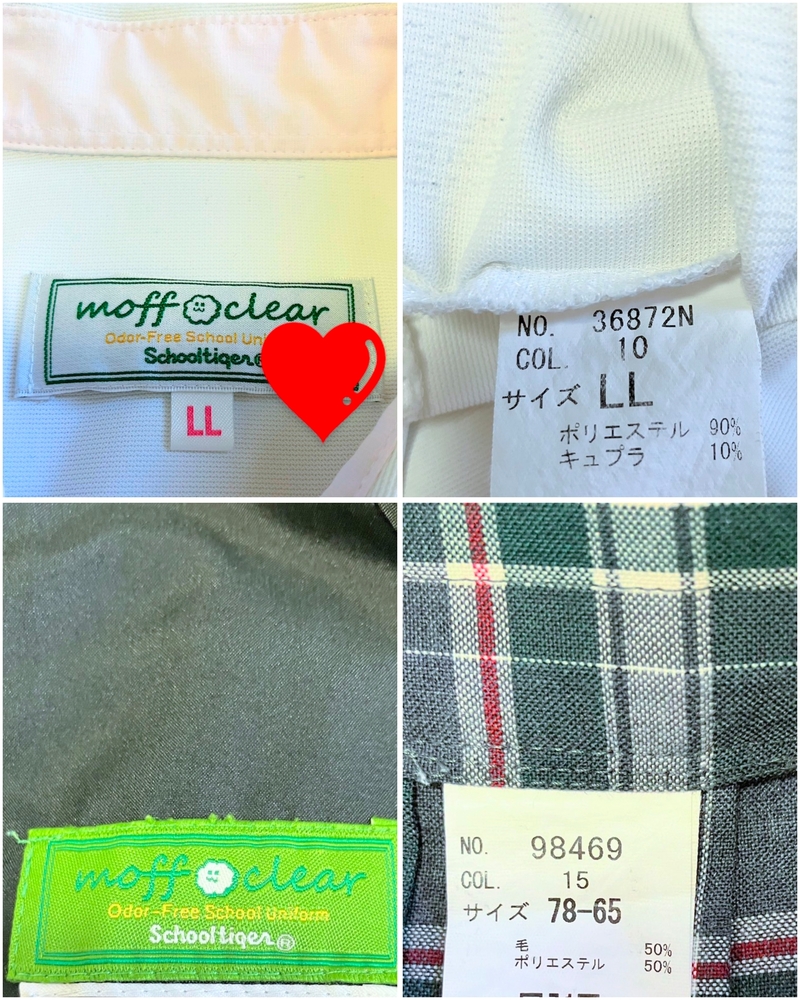 moff clear
Odor-Free School Uni
Schooltiger
LL
NO. 36872N
COL. 10
サイズ LL
ポリエステル 90%
キュプラ 10%
moff clear
Odor-Free School Uniform
Schooltiger®
NO. 98469
COL. 15
サイズ 78-65
毛 50%
ポリエステル 50%